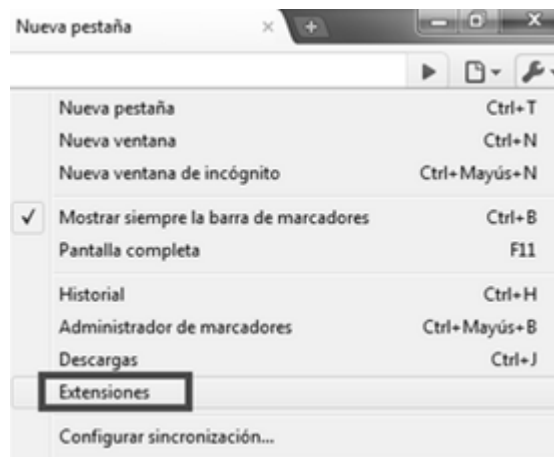 Nueva pestaña
Nueva pestaña Ctrl+T
Nueva ventana Ctrl+N
Nueva ventana de incógnito Ctrl+Mayús+N
Mostrar siempre la barra de marcadores Ctrl+B
Pantalla completa F11
Historial Ctrl+H
Administrador de marcadores Ctrl+Mayús+B
Descargas Ctrl+J
Extensiones
Configurar sincronización...